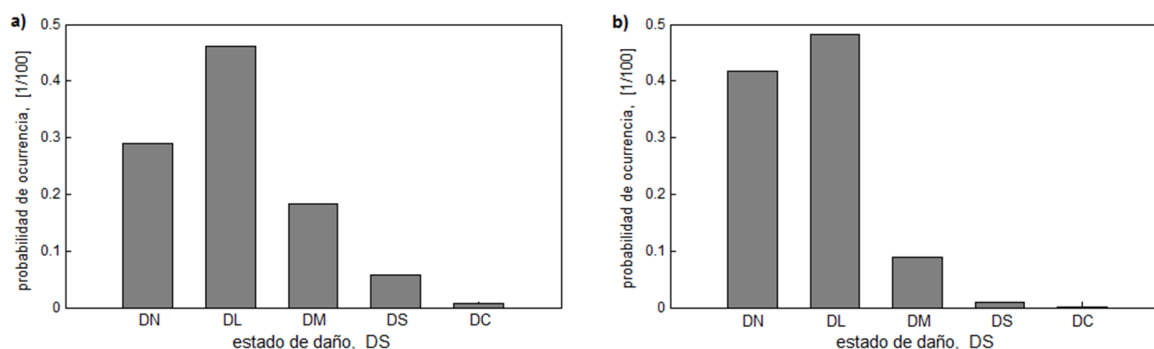 a)
probabilidad de ocurrencia, [1/100]
0.5
0.4
0.3
0.2
0.1
0
DN DL DM DS DC
estado de daño, DS
b)
probabilidad de ocurrencia, [1/100]
0.5
0.4
0.3
0.2
0.1
0
DN DL DM DS DC
estado de daño, DS